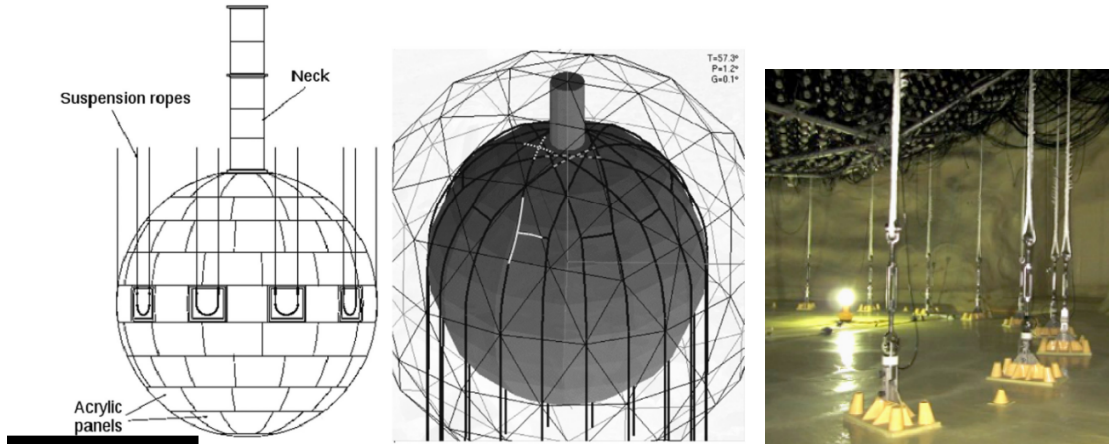 Neck
Suspension ropes
Acrylic
panels
T=57.3°
P=1.2°
G=0.1°